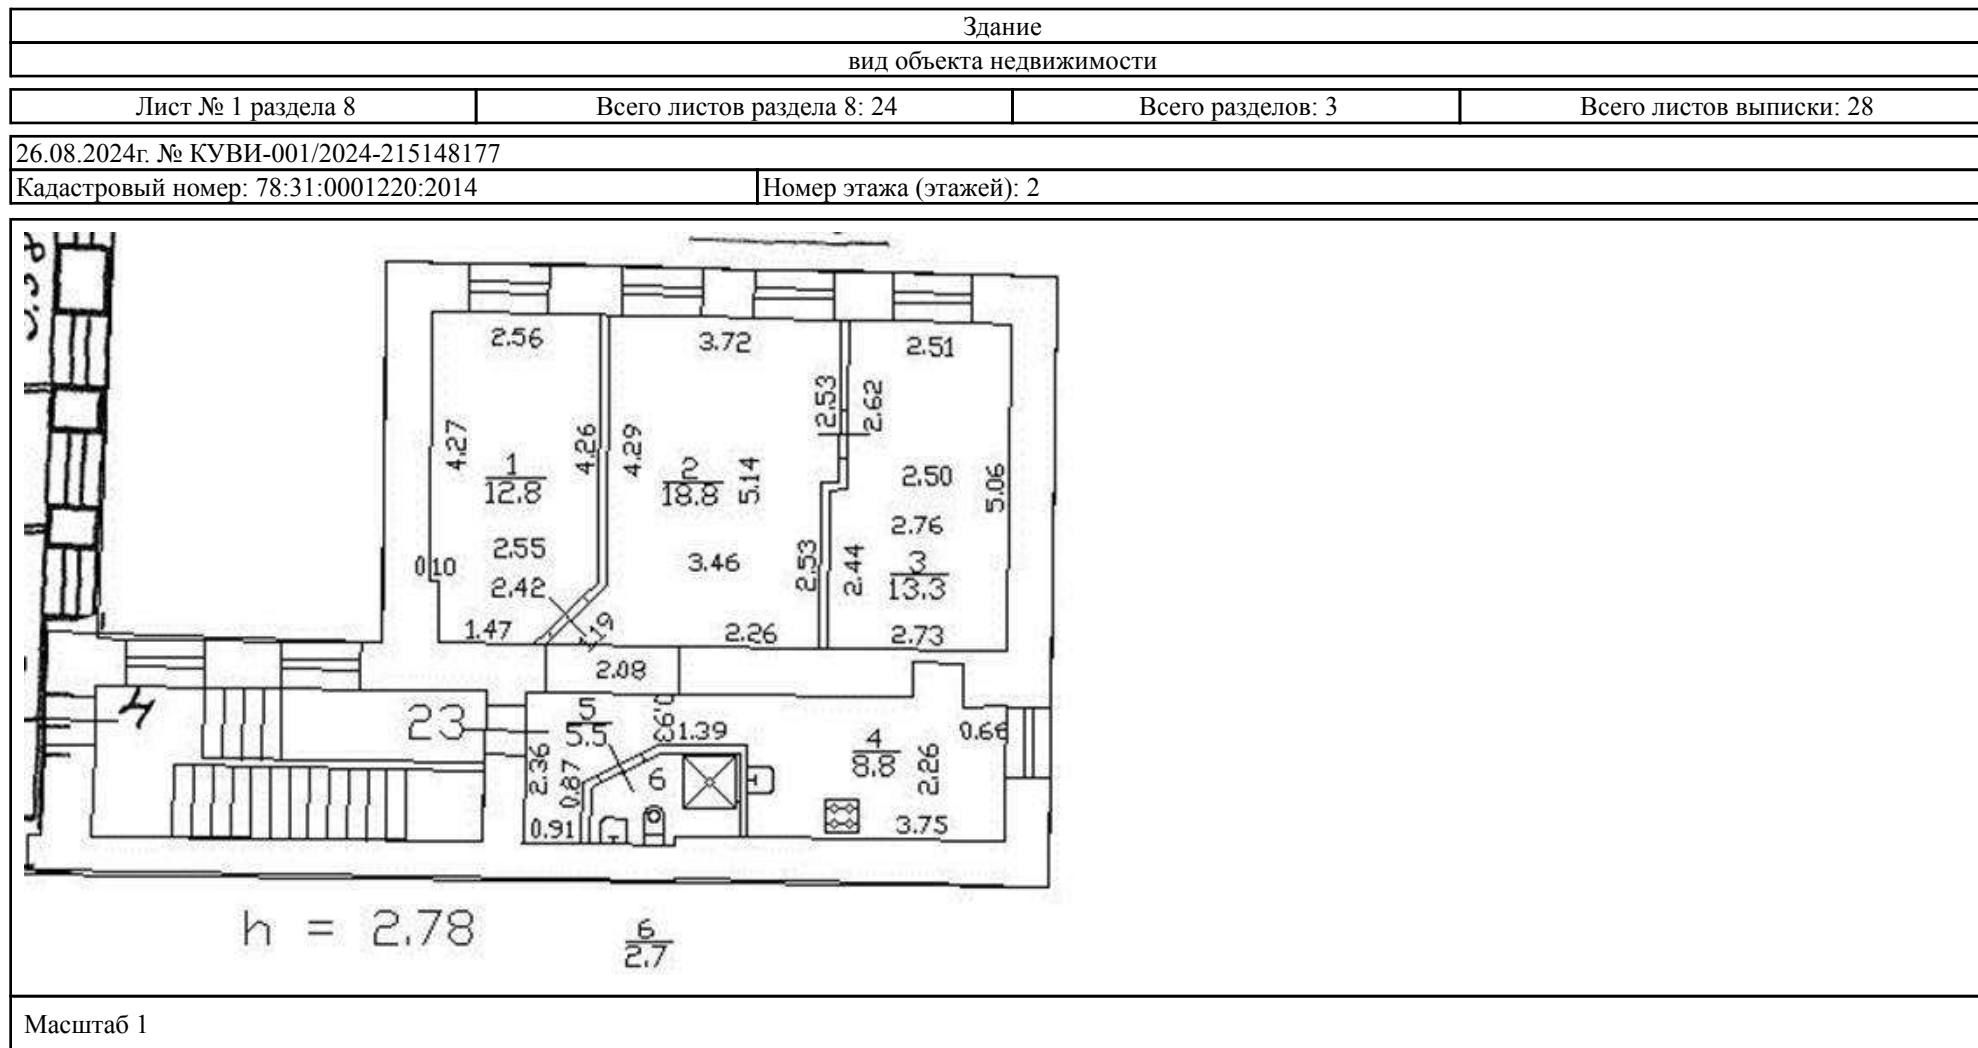 Здание
вид объекта недвижимости
Лист № 1 раздела 8 Всего листов раздела 8: 24 Всего разделов: 3 Всего листов выписки: 28
26.08.2024г. № КУВИ-001/2024-215148177
Кадастровый номер: 78:31:0001220:2014 Номер этажа (этажей): 2
2.56 3.72 2.51
2.53 2.62
4.27 4.26 4.29 5.14 2.50 5.06
1 2
12.8 18.8
2.76
2.55 3.46 2.53 2.44 3
0.10 13.3
2.42
1.47 1.19 2.26 2.73
2.08
4 23 5 0.93 1.39 4 0.66
5.5 8.8 2.26
2.36 0.87 6
0.91 3.75
h = 2.78 6
2.7
Масштаб 1